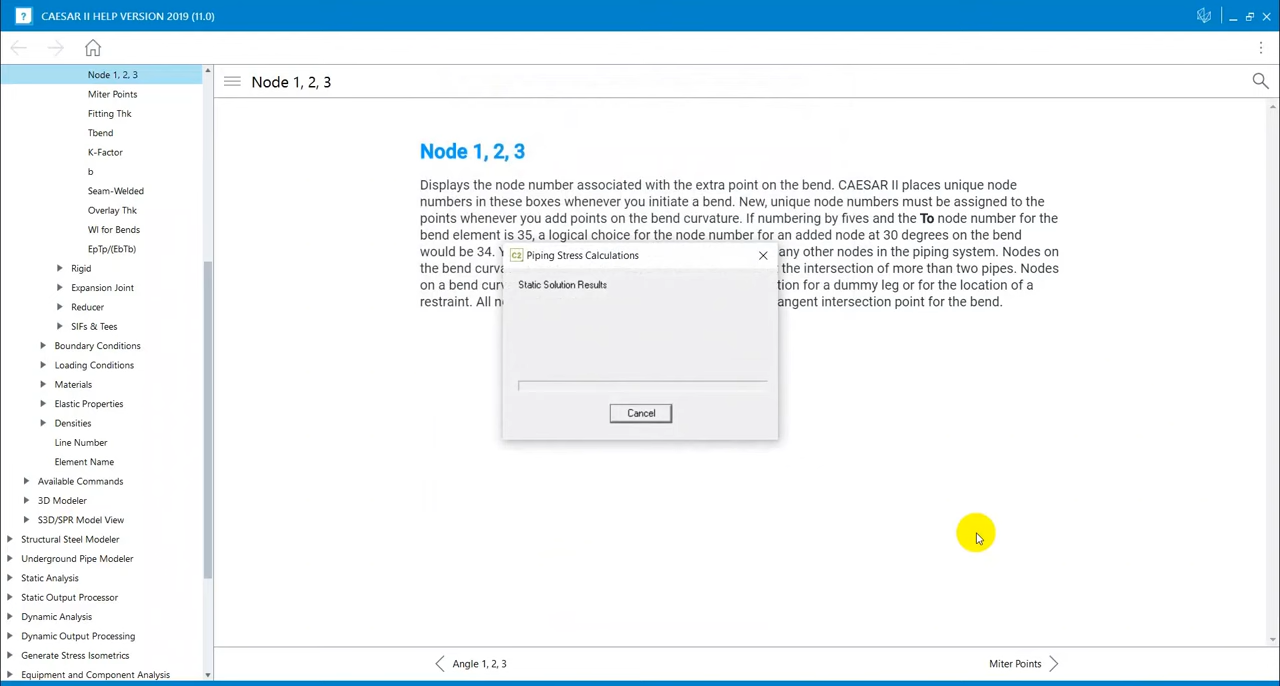 ? CAESAR II HELP VERSION 2019 (11.0)
Node 1, 2, 3
Miter Points
Fitting Thk
Tbend
K-Factor
b
Seam-Welded
Overlay Thk
WI for Bends
EpTp/(EbTb)
Rigid
Expansion Joint
Reducer
SIFs & Tees
Boundary Conditions
Loading Conditions
Materials
Elastic Properties
Densities
Line Number
Element Name
Available Commands
3D Modeler
S3D/SPR Model View
Structural Steel Modeler
Underground Pipe Modeler
Static Analysis
Static Output Processor
Dynamic Analysis
Dynamic Output Processing
Generate Stress Isometrics
Equipment and Component Analysis
Node 1, 2, 3
Node 1, 2, 3
Displays the node number associated with the extra point on the bend. CAESAR II places unique node
numbers in these boxes whenever you initiate a bend. New, unique node numbers must be assigned to the
points whenever you add points on the bend curvature. If numbering by fives and the To node number for the
bend element is 35, a logical choice for the node number for an added node at 30 degrees on the bend
would be 34. any other nodes in the piping system. Nodes on
the bend the intersection of more than two pipes. Nodes
on a bend for a dummy leg or for the location of a
restraint. All tangent intersection point for the bend.
C2 Piping Stress Calculations
Static Solution Results
Cancel
Angle 1, 2, 3
Miter Points